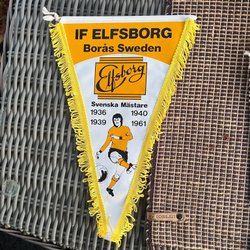 IF ELFSBORG
Borås Sweden
Elfsborg
Svenska Mästare
1936 1940
1939 1961